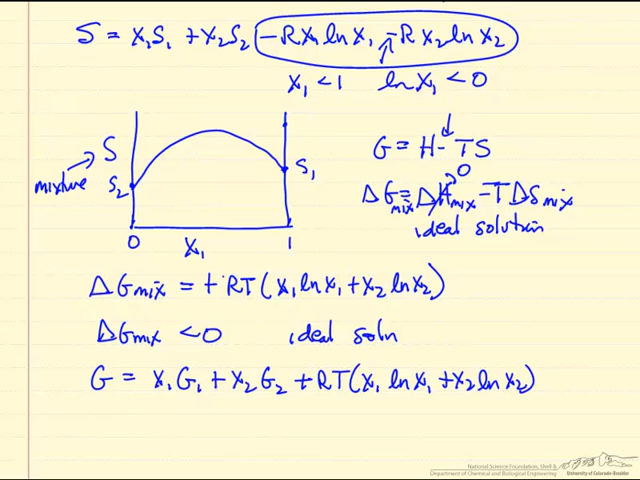 S = x₁S₁ + x₂S₂ - Rx₁ ln x₁ - Rx₂ ln x₂
x₁ < 1 ln x₁ < 0
mixture → S
S₂
S₁
0 x₁ 1
G = H - TS
0
ΔGmix = ΔHmix - TΔSmix
ideal solution
ΔGmix = + RT(x₁ ln x₁ + x₂ ln x₂)
ΔGmix < 0 ideal soln
G = x₁G₁ + x₂G₂ + RT(x₁ ln x₁ + x₂ ln x₂)
National Science Foundation, Shell &
Department of Chemical and Biological Engineering
University of Colorado Boulder